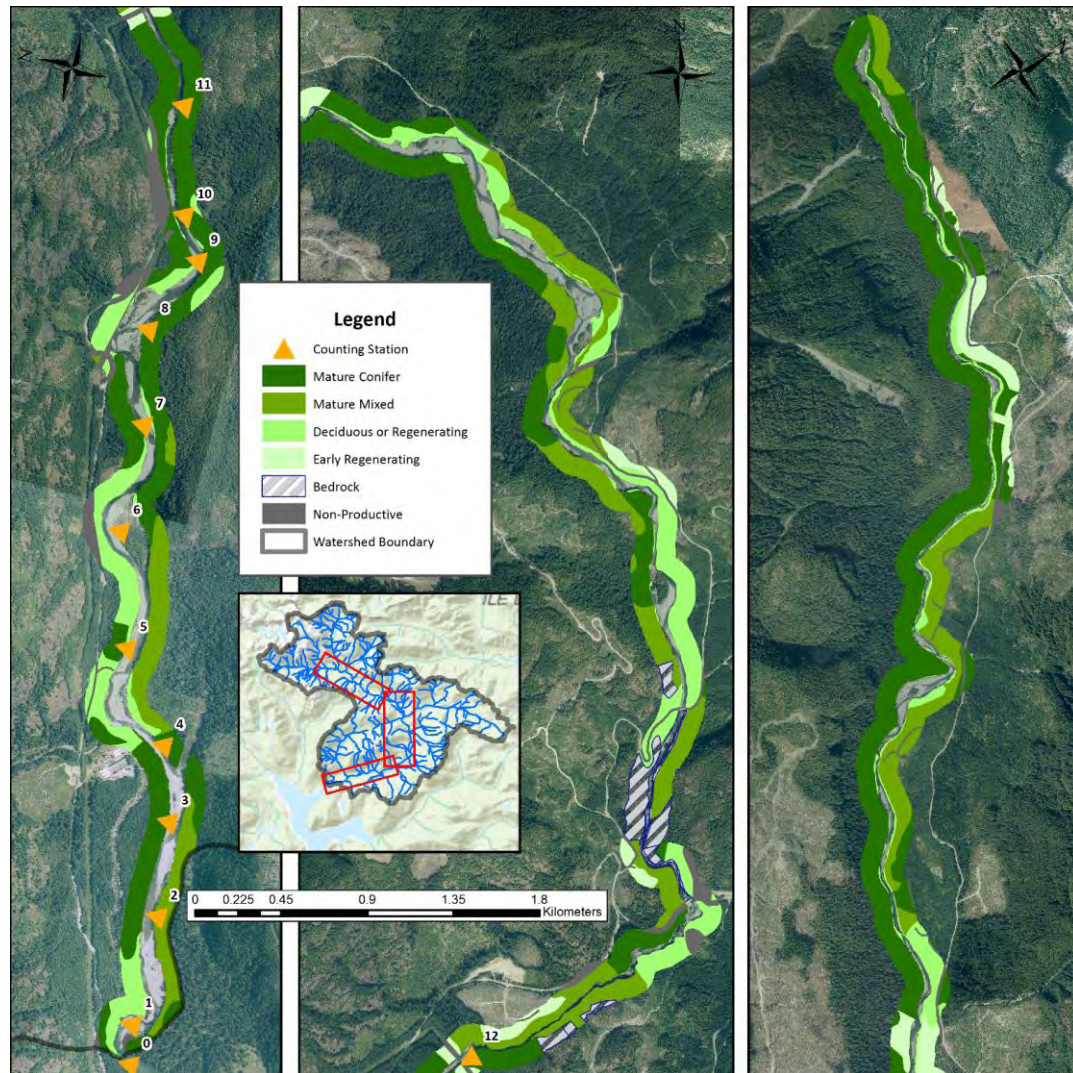 N
N
11
10
9
8
7
6
5
4
3
2
1
0
12
Legend
Counting Station
Mature Conifer
Mature Mixed
Deciduous or Regenerating
Early Regenerating
Bedrock
Non-Productive
Watershed Boundary
0 0.225 0.45 0.9 1.35 1.8
Kilometers